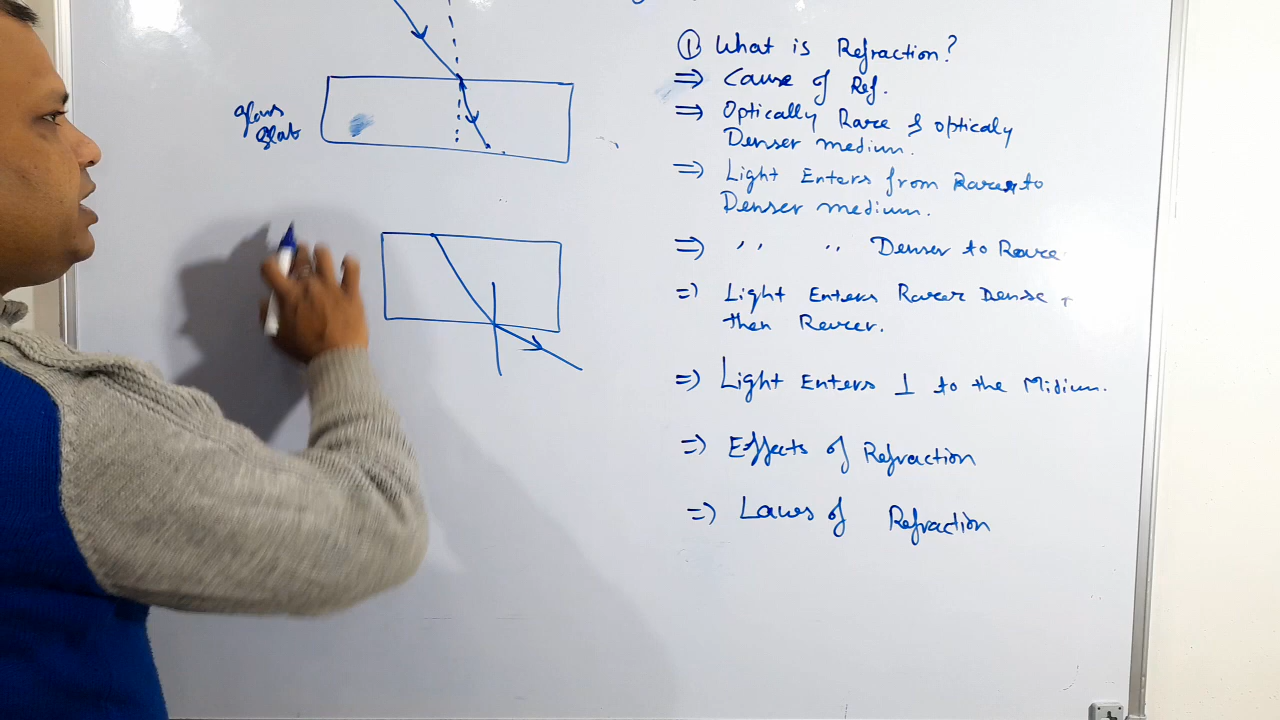 ① What is Refraction?
⇒ Cause of Ref.
⇒ Optically Rare & optically
Denser medium.
⇒ Light Enters from Rarer to
Denser medium.
⇒ ,, ,, Denser to Rare.
⇒ Light Enters Rarer Dense +
then Rarer.
⇒ Light Enters ⊥ to the Midium.
⇒ Effects of Refraction
⇒ Laws of Refraction
glass
slab